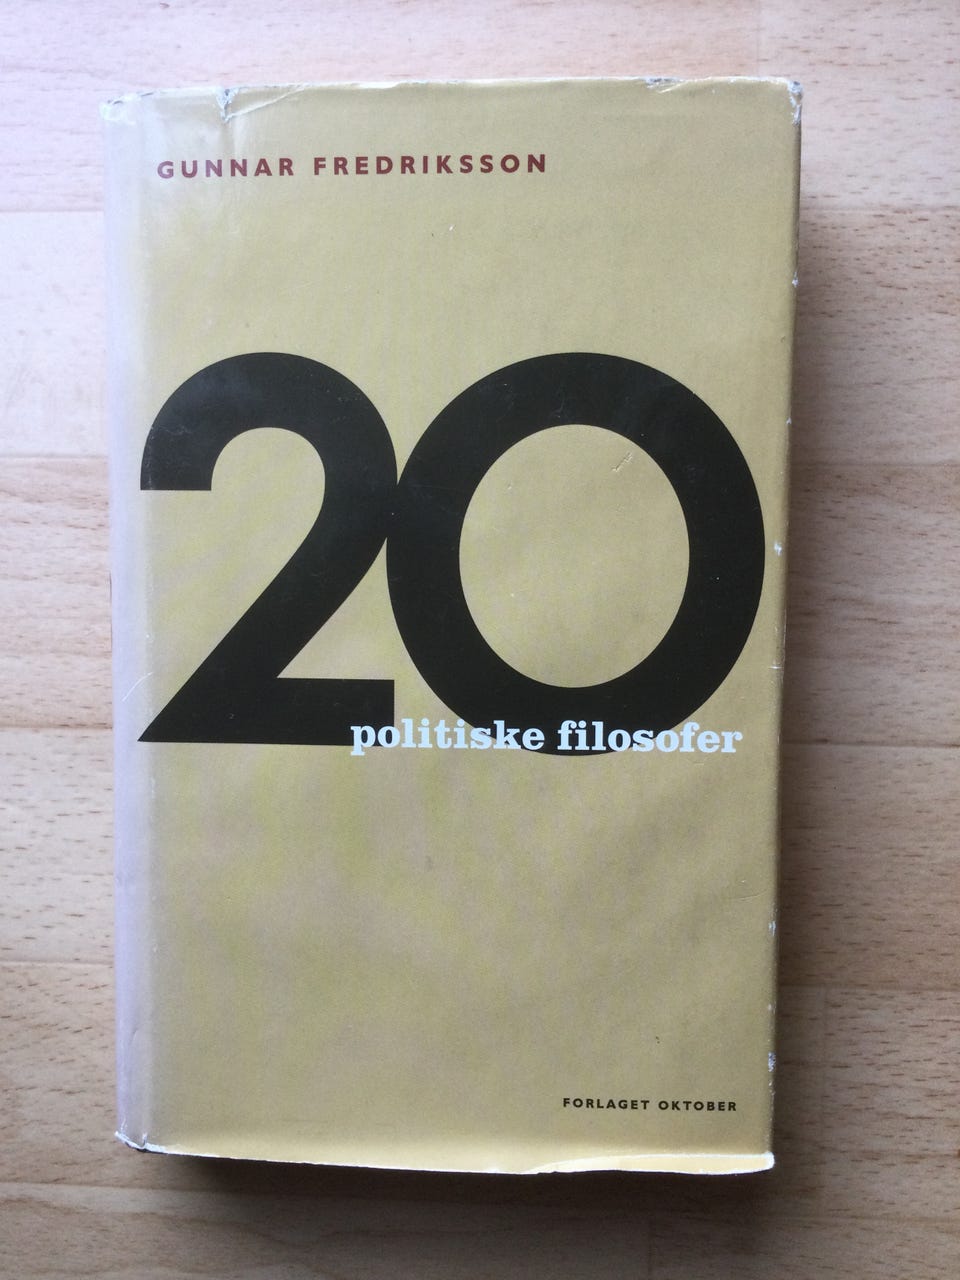 GUNNAR FREDRIKSSON
20
politiske filosofer
FORLAGET OKTOBER